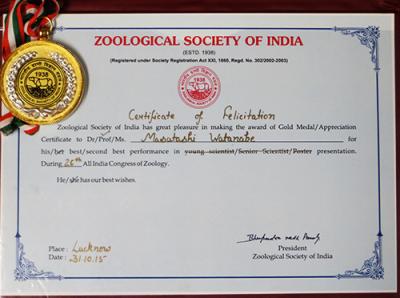 ZOOLOGICAL SOCIETY OF INDIA
(ESTD. 1938)
(Registered under Society Registration Act XXI, 1860. Regd. No. 302/2002-2003)
1938
1938
Certificate of Felicitation
Zoological Society of India has great pleasure in making the award of Gold Medal/Appreciation
Certificate to Dr/Prof/Ms. Masatashi Watanabe for
his/her best/second best performance in young scientist/Senior Scientist/Poster presentation.
During 26th All India Congress of Zoology.
He/she has our best wishes.
Place : Lucknow
Date : 31.10.15
President
Zoological Society of India